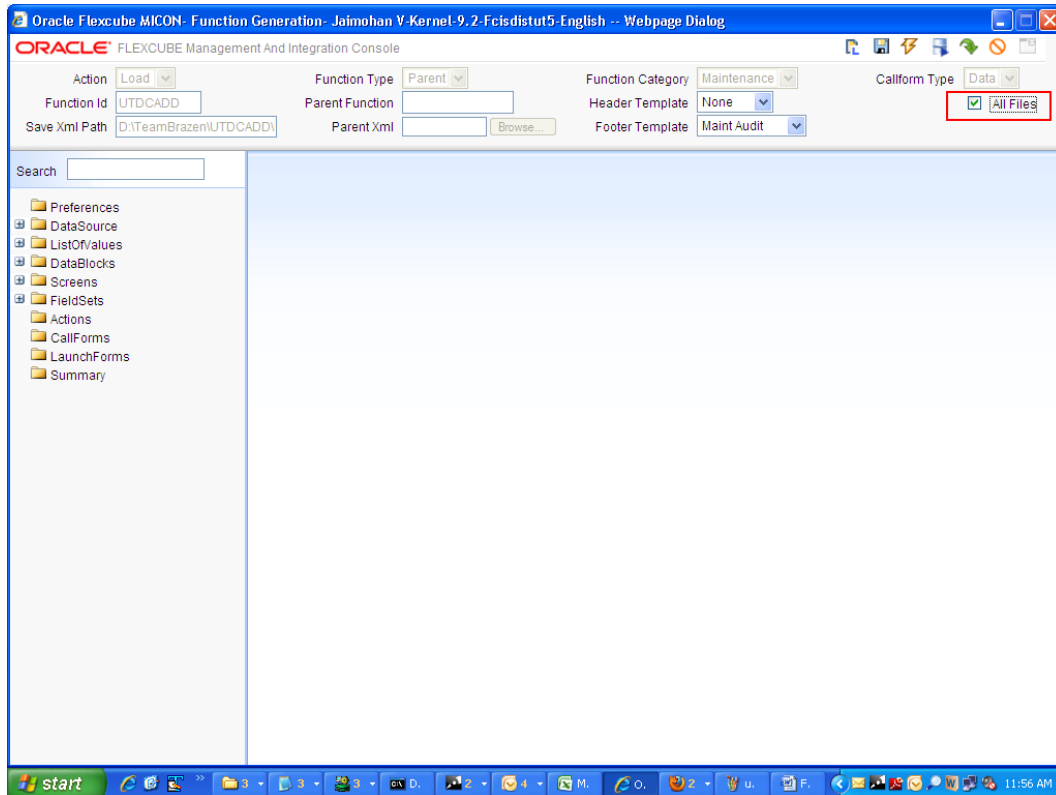 Oracle Flexcube MICON- Function Generation- Jaimohan V-Kernel-9.2-Fcisdistut5-English -- Webpage Dialog
ORACLE FLEXCUBE Management And Integration Console
Action Load Function Type Parent Function Category Maintenance Callform Type Data
Function Id UTDCADD Parent Function Header Template None All Files
Save Xml Path D:\TeamBrazen\UTDCADD\ Parent Xml Browse... Footer Template Maint Audit
Search
Preferences
DataSource
ListOfValues
DataBlocks
Screens
FieldSets
Actions
CallForms
LaunchForms
Summary
start 3 3 3 D. 2 4 M. O. 2 u. F. 11:56 AM